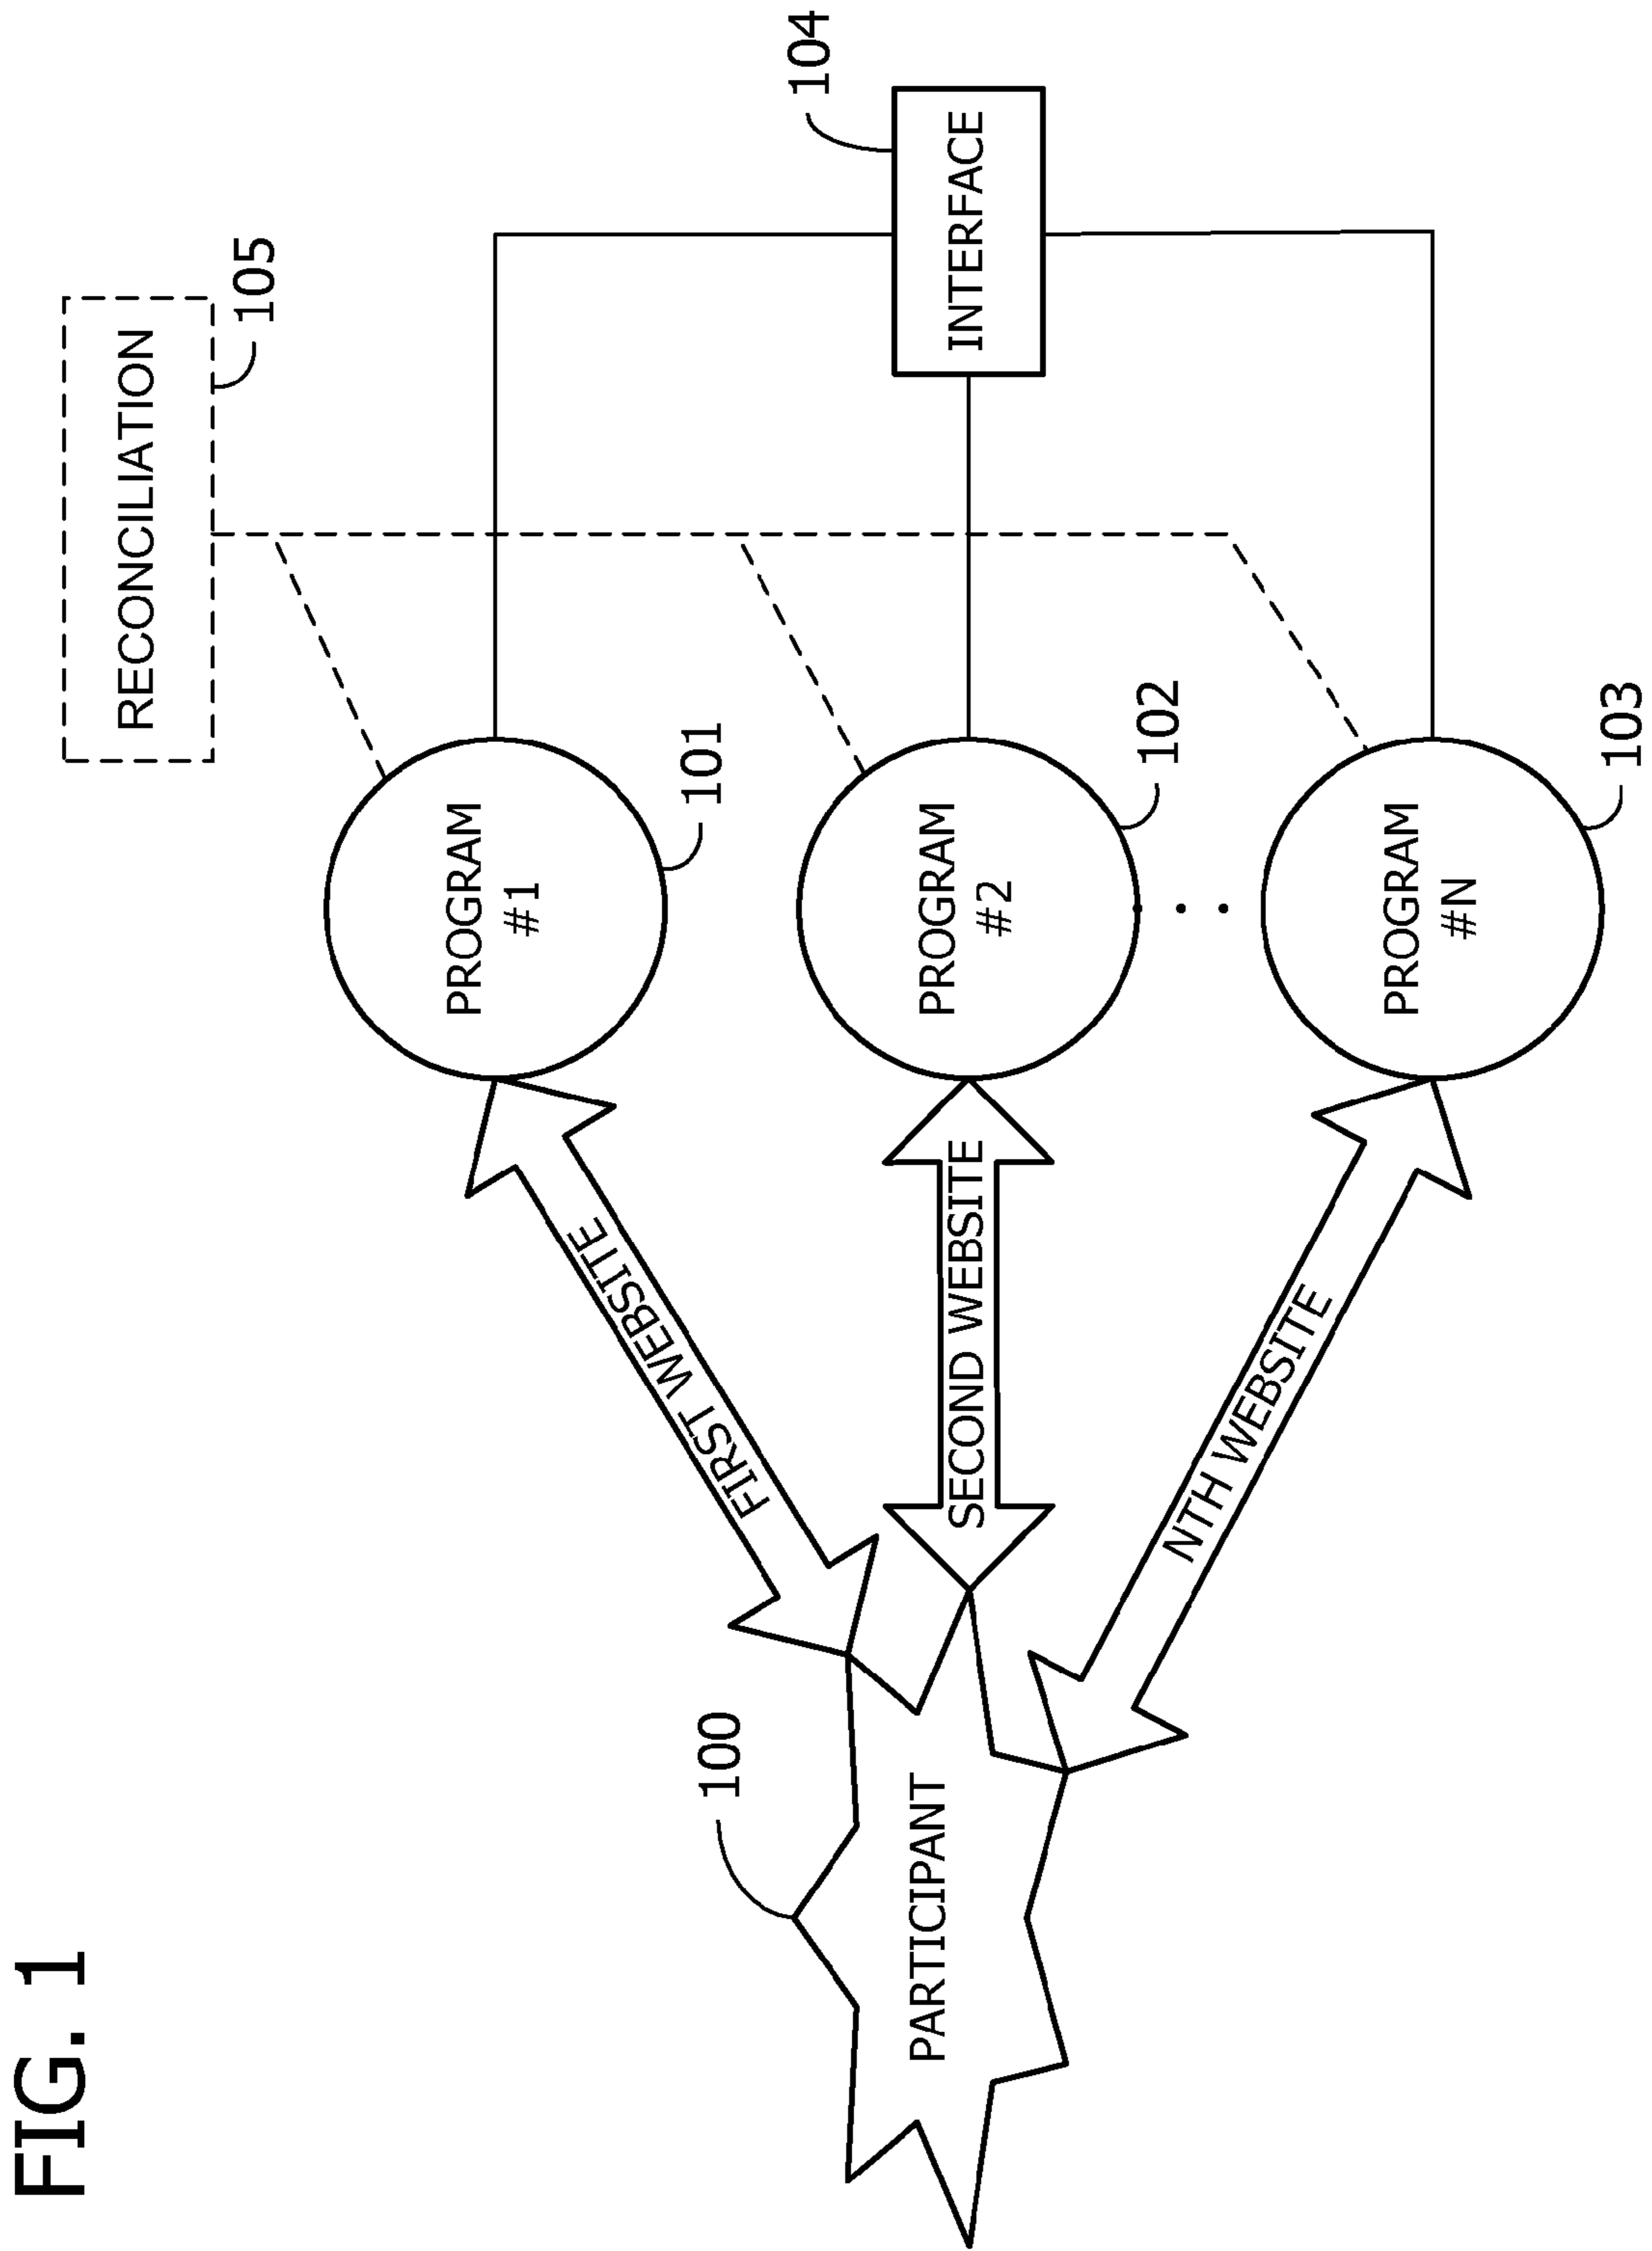 FIG. 1
RECONCILIATION
105
PROGRAM
#1
101
FIRST WEBSITE
104
INTERFACE
100
PARTICIPANT
SECOND WEBSITE
PROGRAM
#2
102
NTH WEBSITE
PROGRAM
#N
103